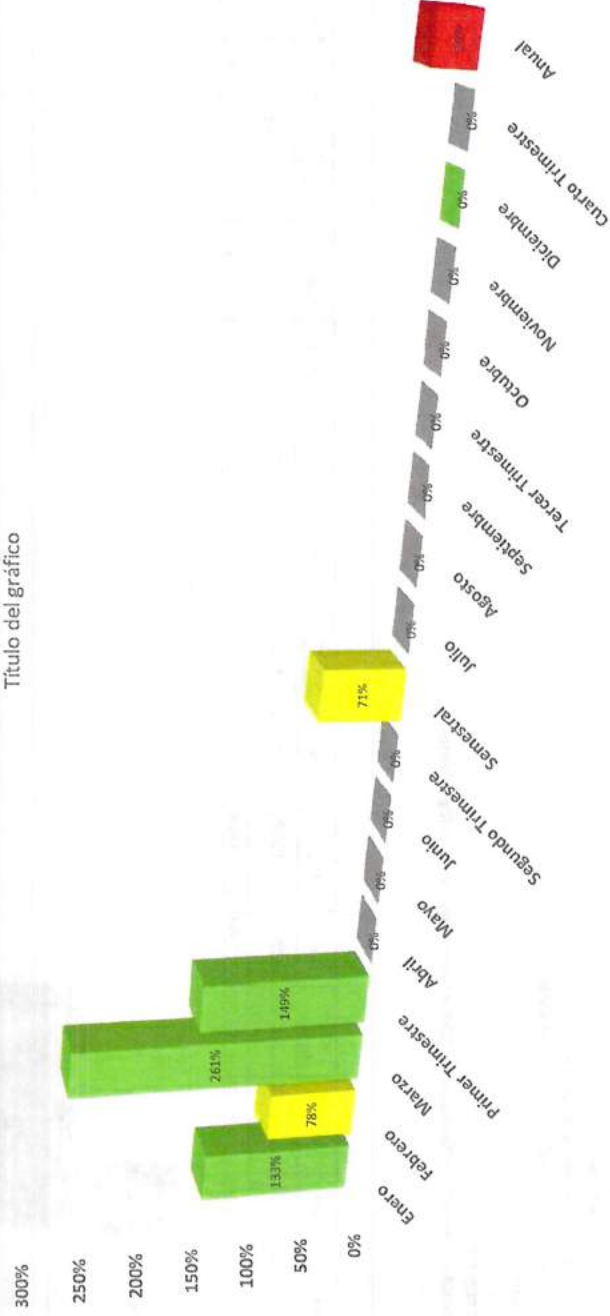 Título del gráfico
300%
250%
200%
150%
100%
50%
0%
133%
78%
261%
149%
0%
0%
0%
0%
71%
0%
0%
0%
0%
0%
0%
0%
0%
Enero
Febrero
Marzo
Primer Trimestre
Abril
Mayo
Junio
Segundo Trimestre
Semestral
Julio
Agosto
Septiembre
Tercer Trimestre
Octubre
Noviembre
Diciembre
Cuarto Trimestre
Anual